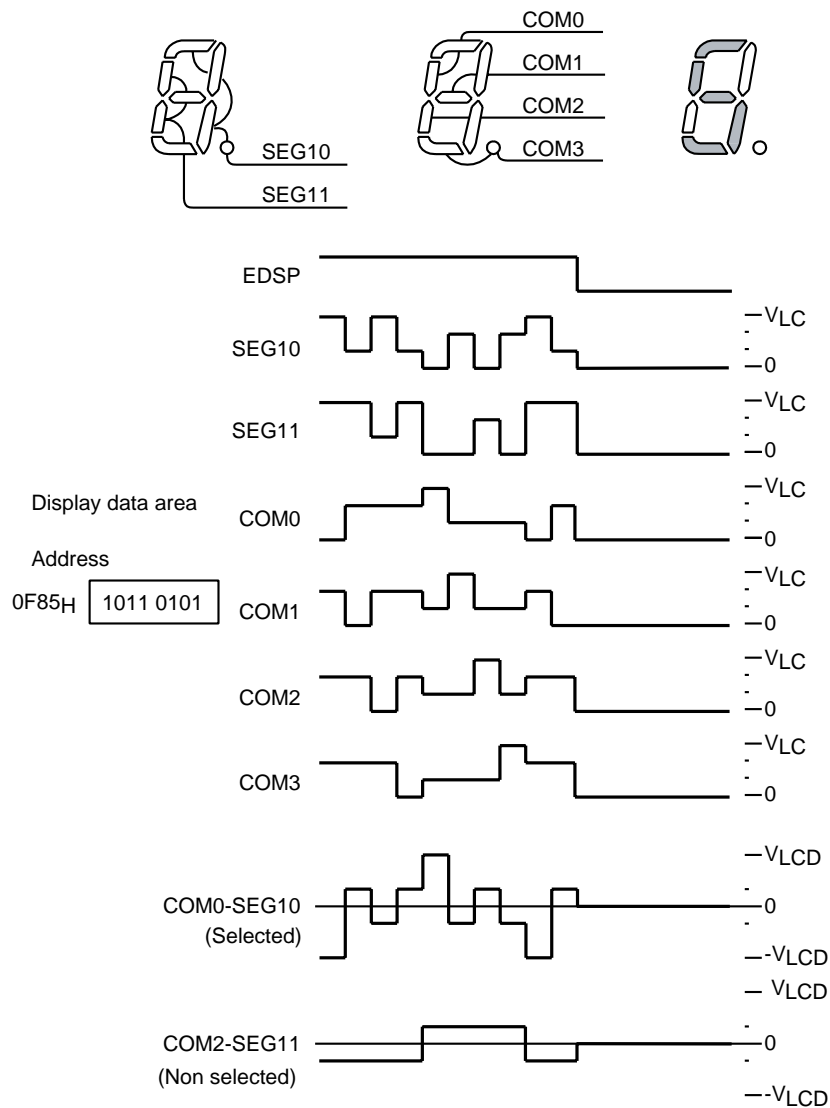 COM0
COM1
COM2
COM3
SEG10
SEG11
EDSP
SEG10
VLC
0
SEG11
VLC
0
Display data area
COM0
VLC
0
Address
0F85H 1011 0101
COM1
VLC
0
COM2
VLC
0
COM3
VLC
0
COM0-SEG10
(Selected)
VLCD
0
-VLCD
COM2-SEG11
(Non selected)
VLCD
0
-VLCD